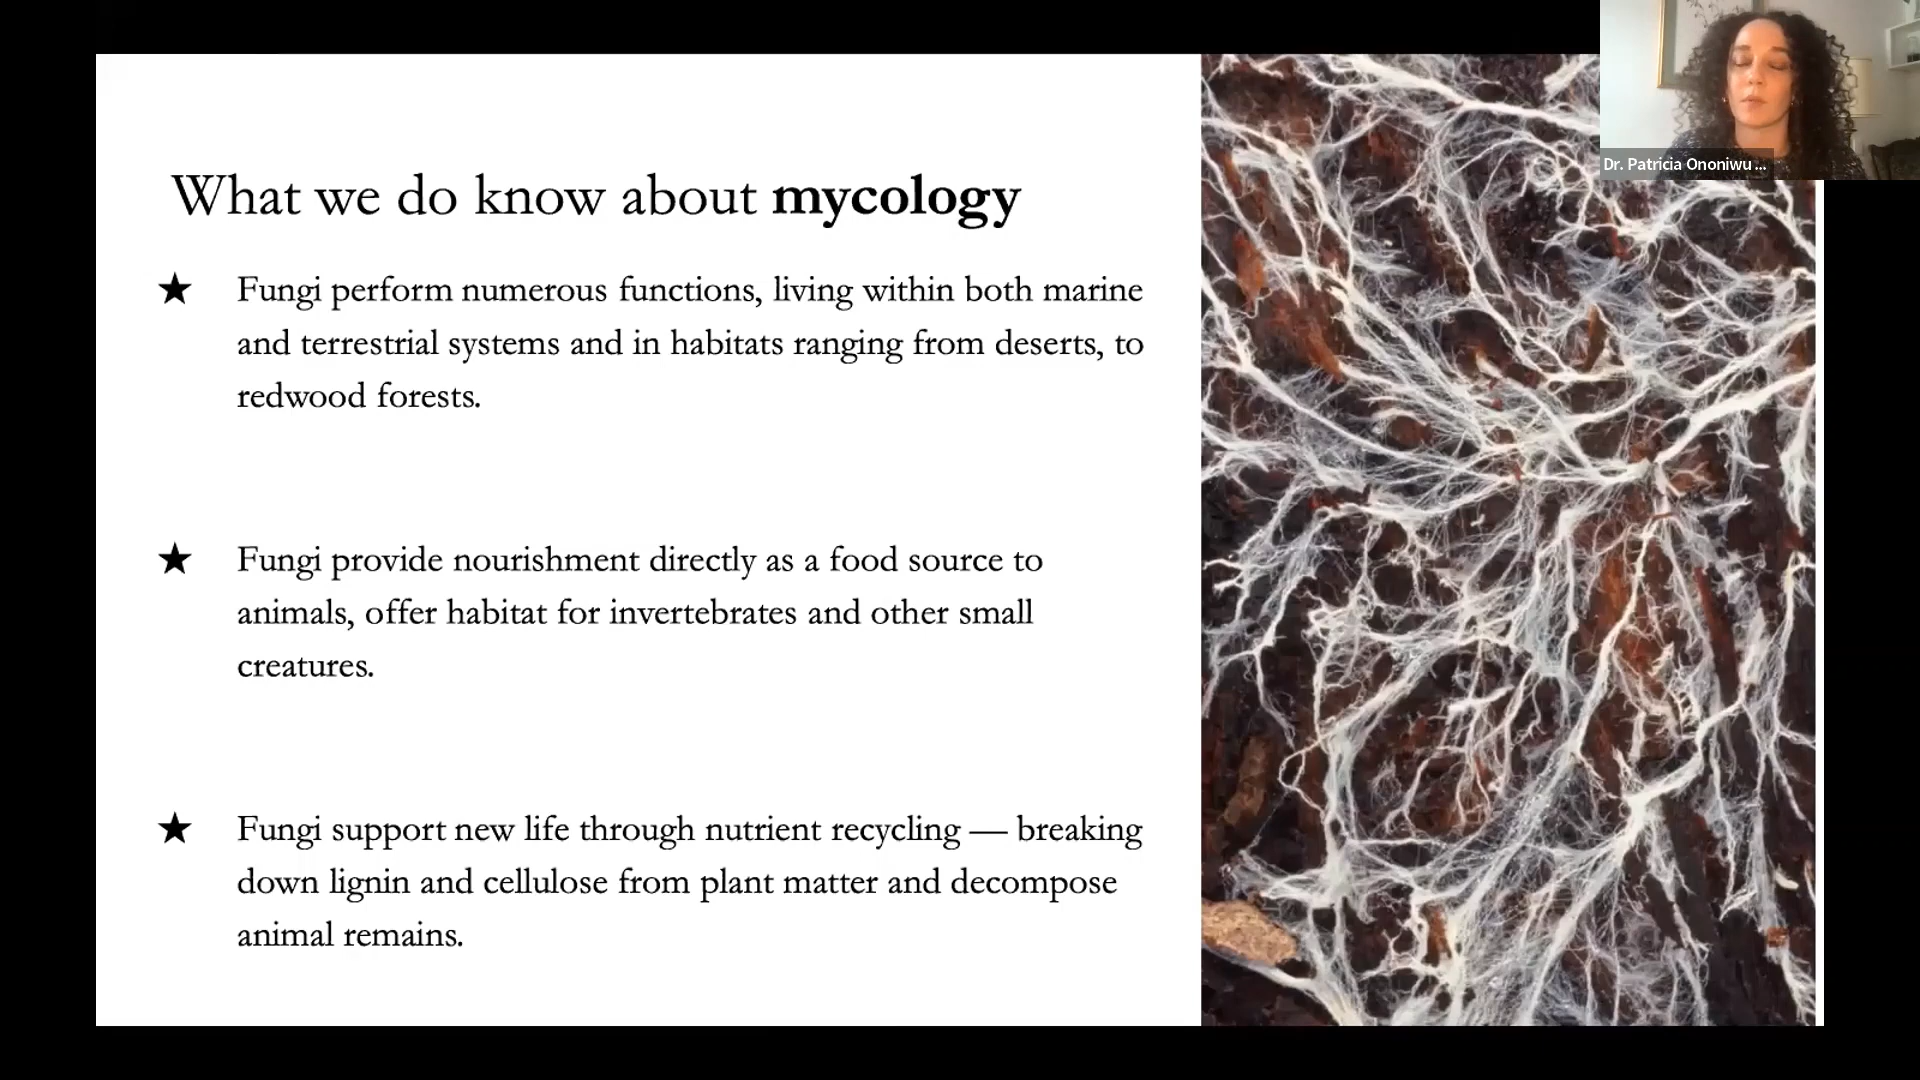 What we do know about mycology
★ Fungi perform numerous functions, living within both marine
and terrestrial systems and in habitats ranging from deserts, to
redwood forests.
★ Fungi provide nourishment directly as a food source to
animals, offer habitat for invertebrates and other small
creatures.
★ Fungi support new life through nutrient recycling — breaking
down lignin and cellulose from plant matter and decompose
animal remains.
Dr. Patricia Ononiwu ...